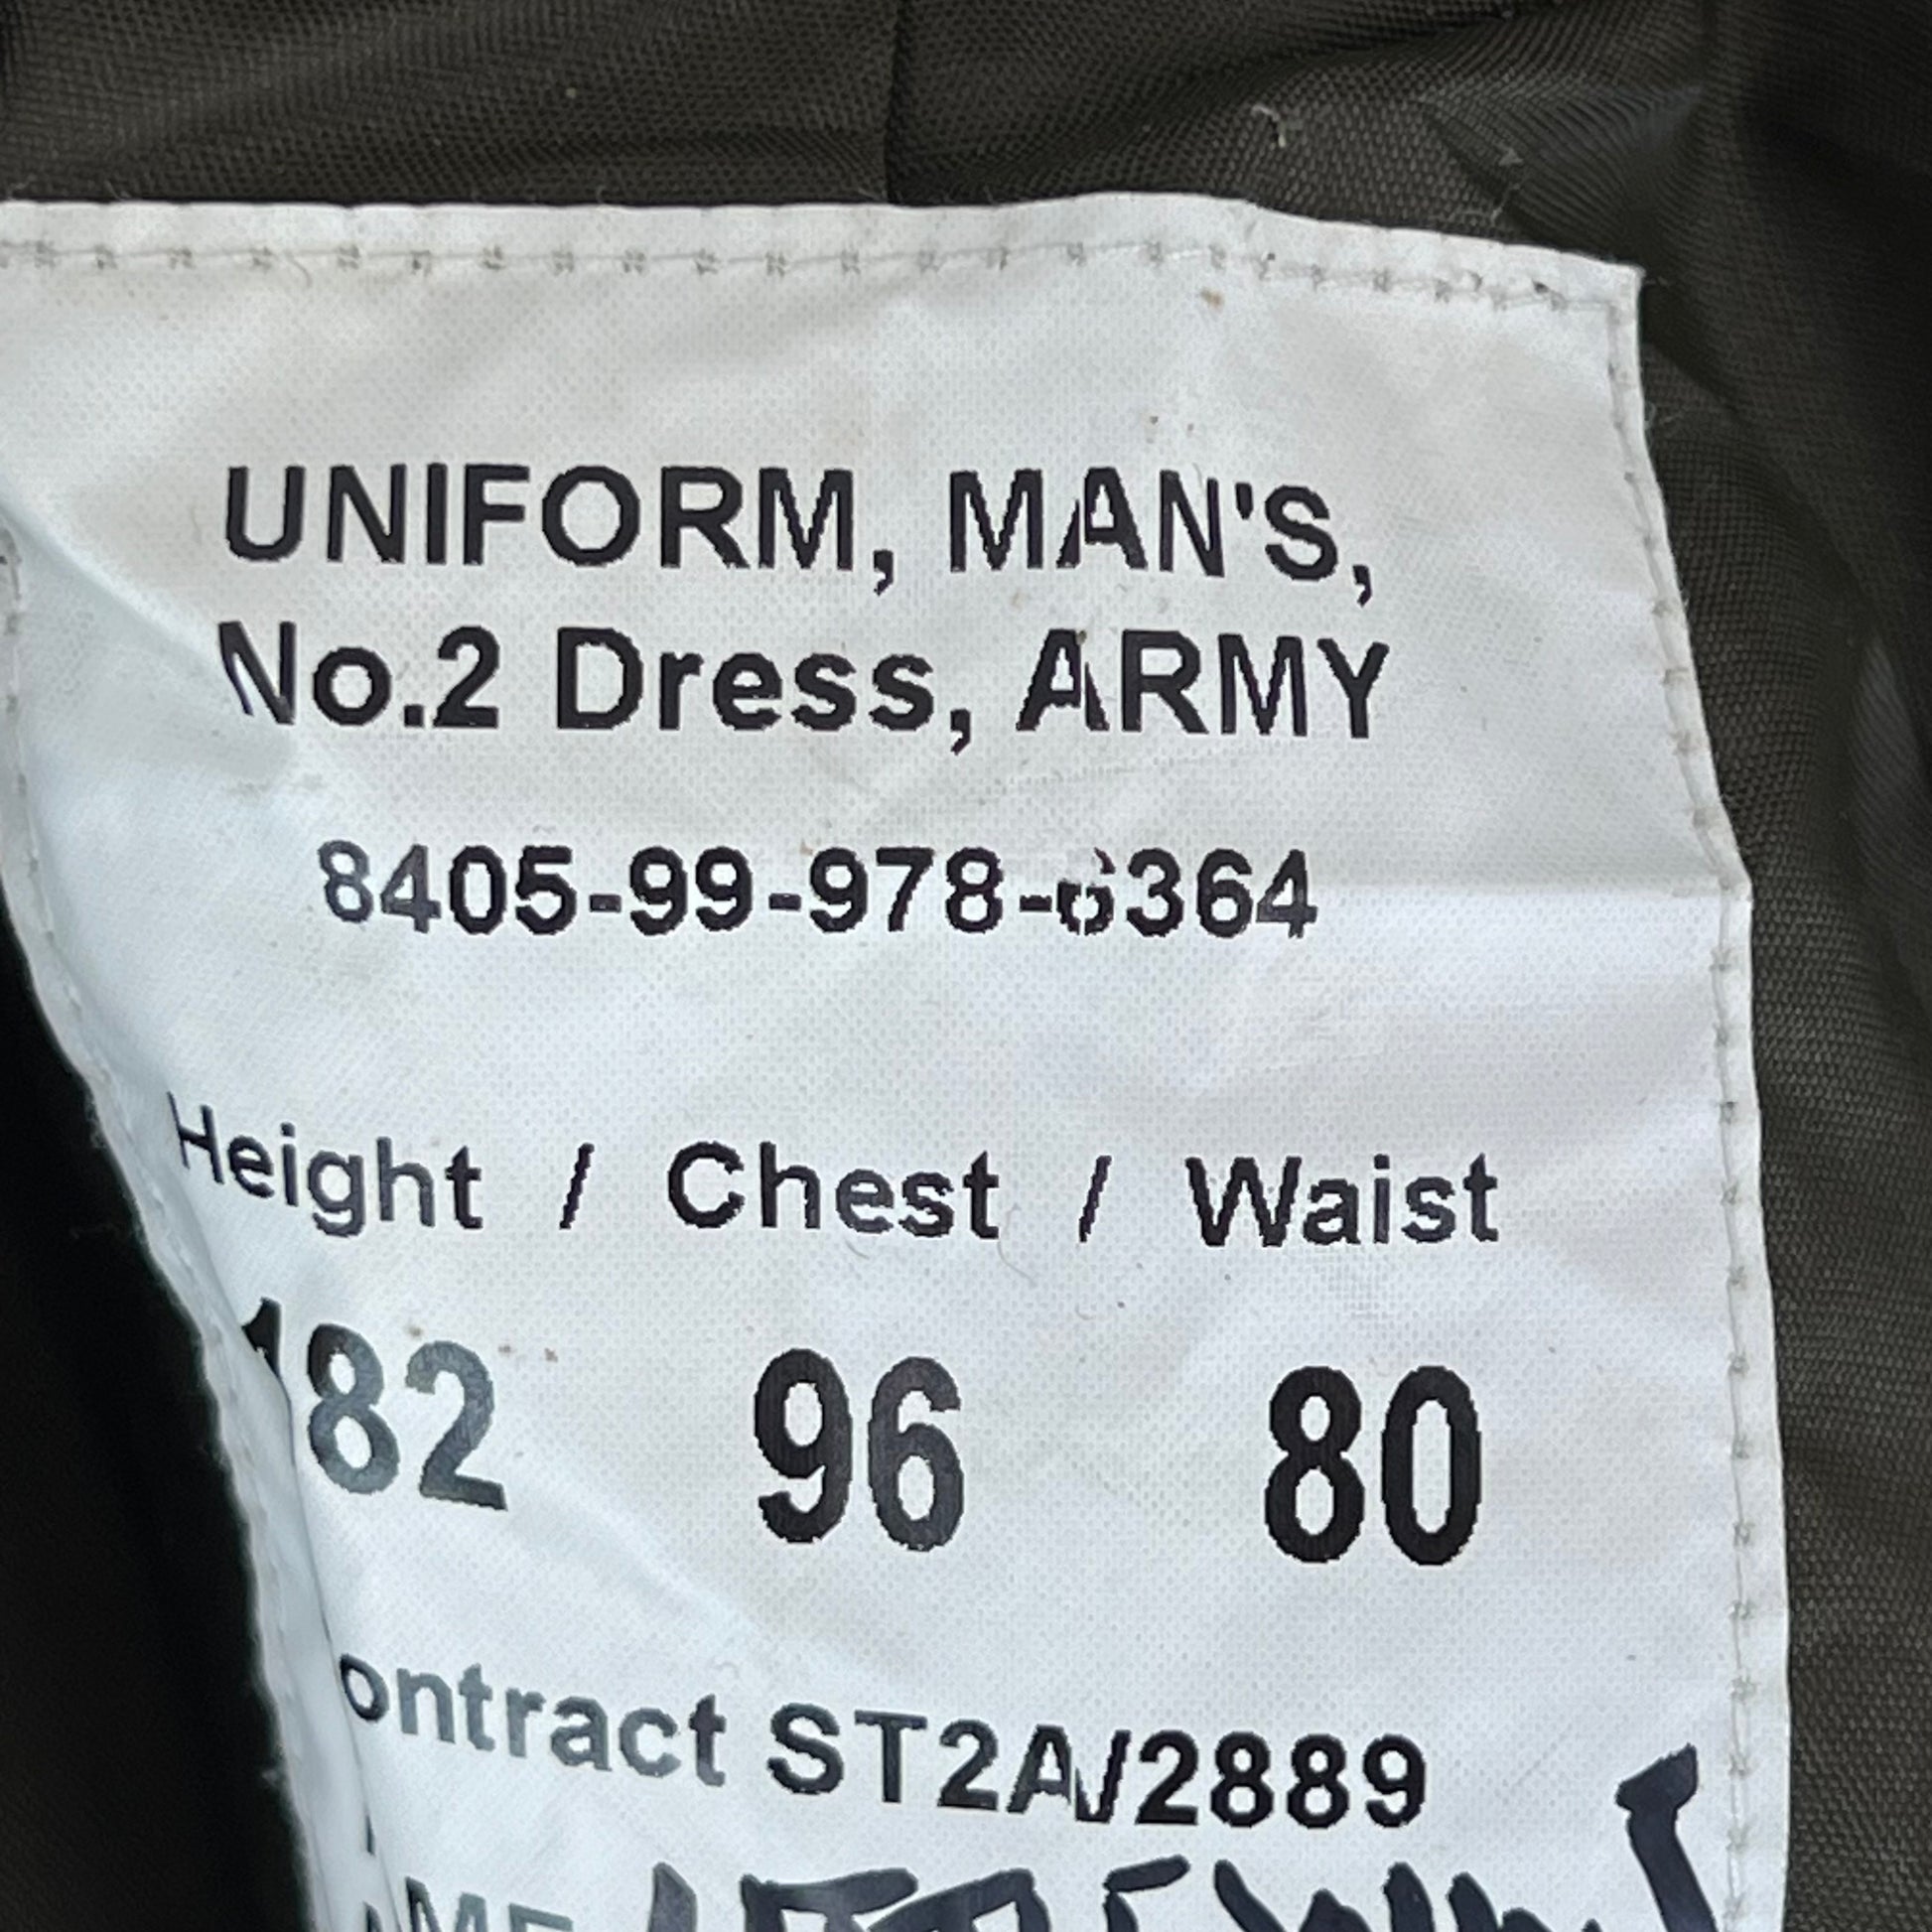 UNIFORM, MAN'S,
No.2 Dress, ARMY
8405-99-978-6364
Height / Chest / Waist
182 96 80
ontract ST2A/2889